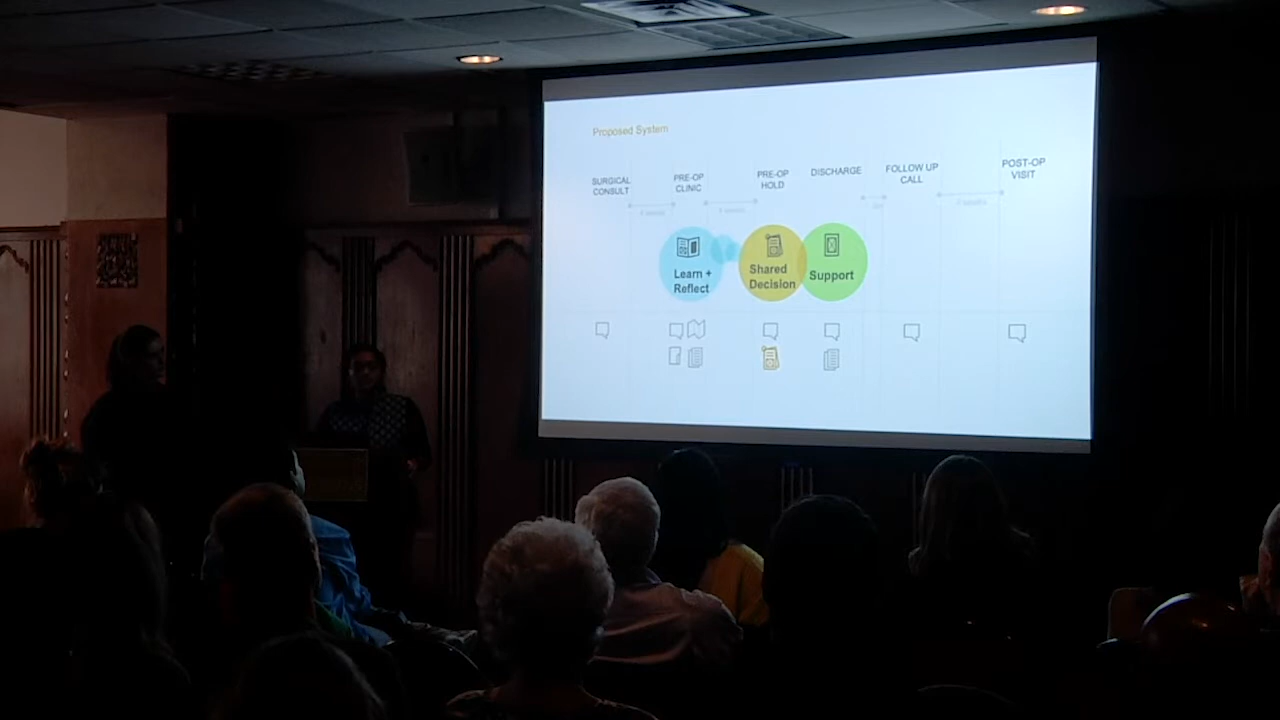 Proposed System
SURGICAL
CONSULT
PRE-OP
CLINIC
PRE-OP
HOLD
DISCHARGE
FOLLOW UP
CALL
POST-OP
VISIT
Learn +
Reflect
Shared
Decision
Support